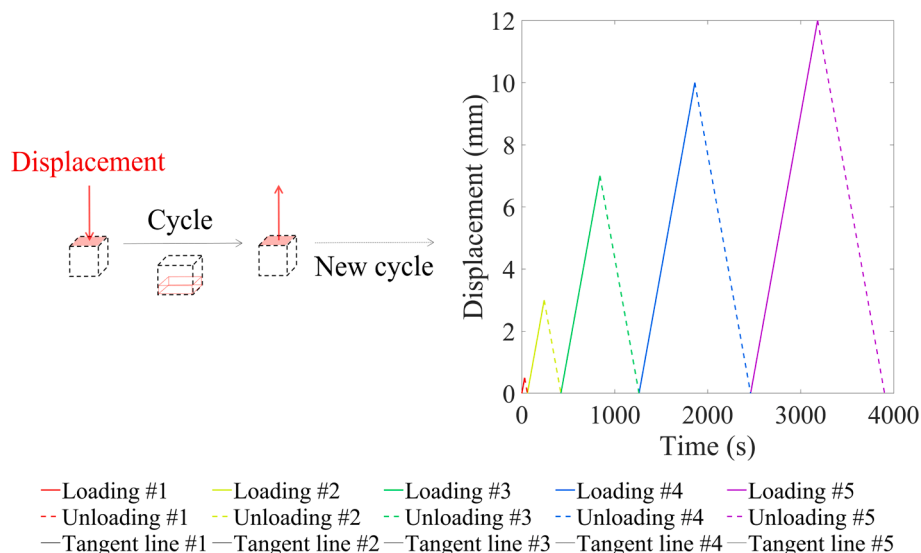 Displacement
Cycle
New cycle
Displacement (mm)
12
10
8
6
4
2
0
0 1000 2000 3000 4000
Time (s)
Loading #1 Loading #2 Loading #3 Loading #4 Loading #5
Unloading #1 Unloading #2 Unloading #3 Unloading #4 Unloading #5
Tangent line #1 Tangent line #2 Tangent line #3 Tangent line #4 Tangent line #5